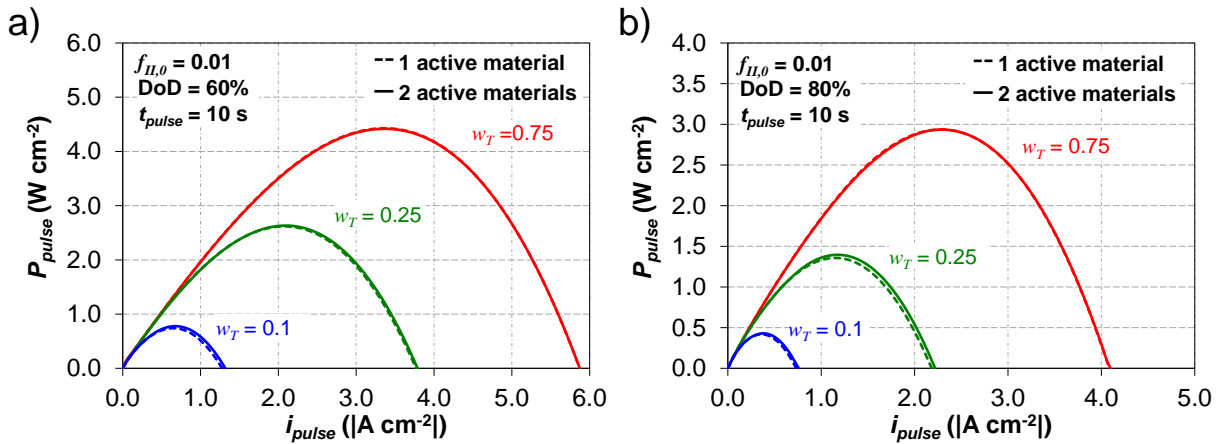 a)
P_pulse (W cm-2)
6.0
5.0
4.0
3.0
2.0
1.0
0.0
f_II,0 = 0.01
DoD = 60%
t_pulse = 10 s
1 active material
2 active materials
w_T =0.75
w_T = 0.25
w_T = 0.1
0.0 1.0 2.0 3.0 4.0 5.0 6.0
i_pulse (|A cm-2|)
b)
P_pulse (W cm-2)
4.0
3.5
3.0
2.5
2.0
1.5
1.0
0.5
0.0
f_II,0 = 0.01
DoD = 80%
t_pulse = 10 s
1 active material
2 active materials
w_T = 0.75
w_T = 0.25
w_T = 0.1
0.0 1.0 2.0 3.0 4.0 5.0
i_pulse (|A cm-2|)